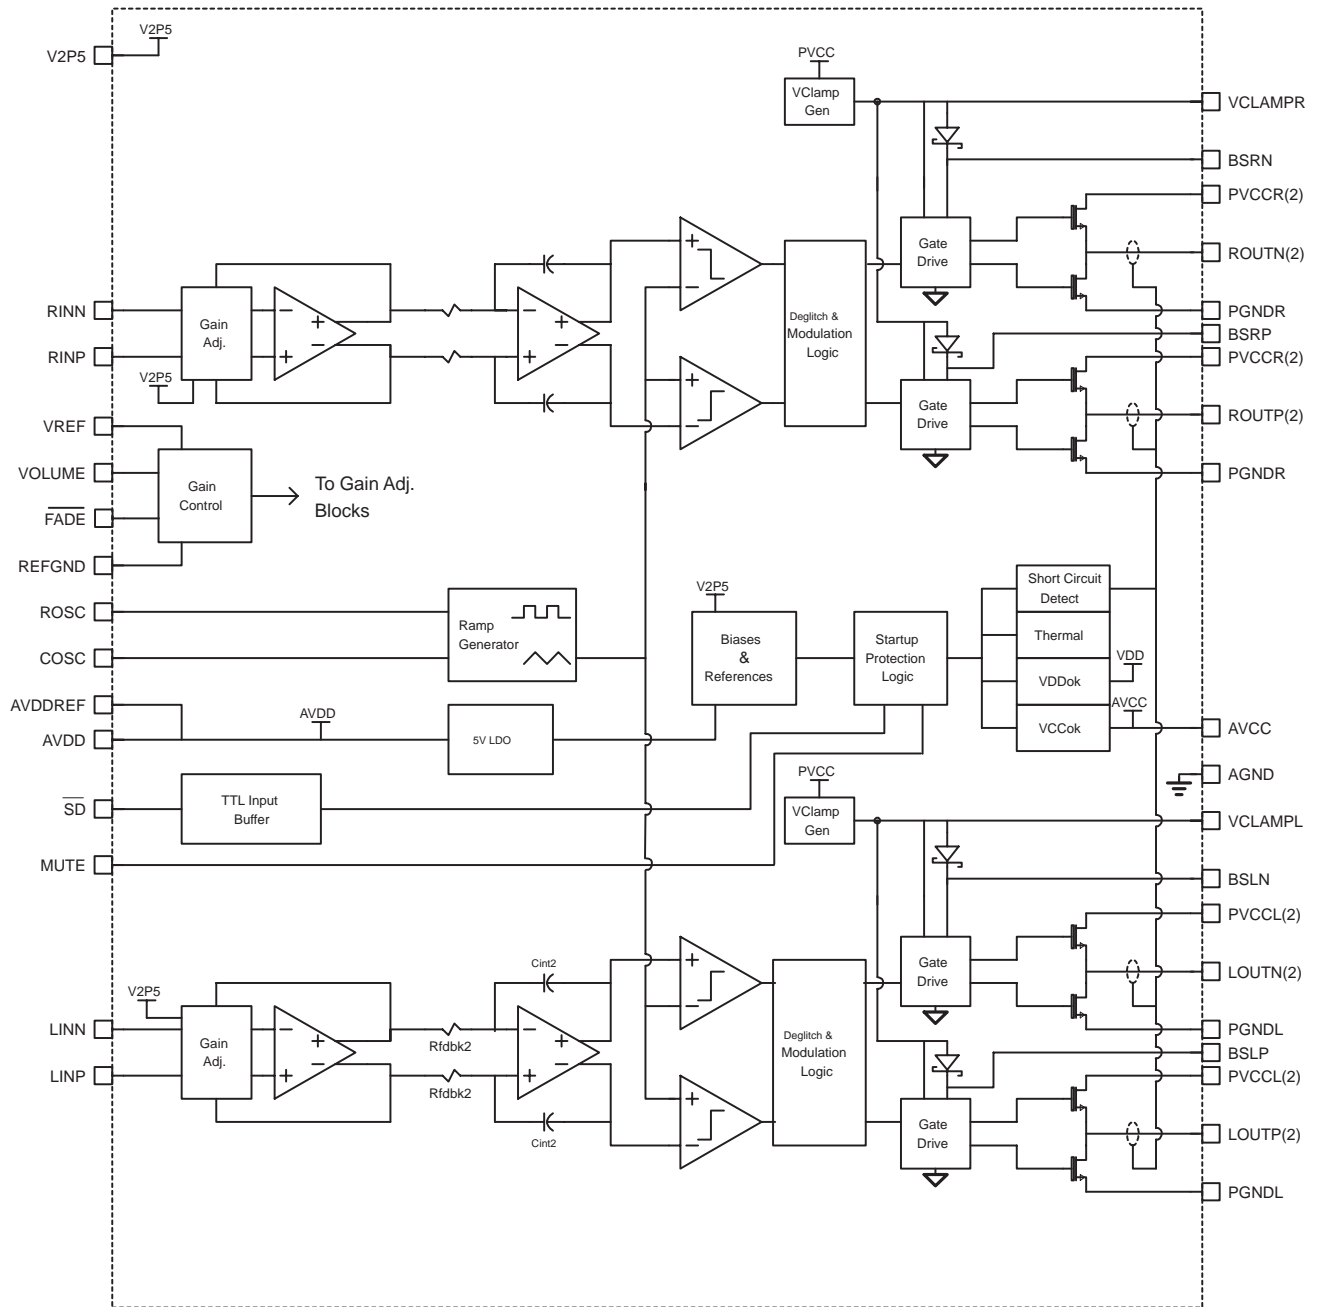 V2P5
V2P5
PVCC
VClamp
Gen
VCLAMPR
BSRN
PVCCR(2)
Gate
Drive
ROUTN(2)
RINN
Gain
Adj.
RINP
V2P5
Deglitch &
Modulation
Logic
PGNDR
BSRP
PVCCR(2)
Gate
Drive
ROUTP(2)
PGNDR
VREF
VOLUME
FADE
REFGND
Gain
Control
To Gain Adj.
Blocks
ROSC
COSC
Ramp
Generator
V2P5
Biases
&
References
Startup
Protection
Logic
Short Circuit
Detect
Thermal
VDD
VDDok
AVCC
VCCok
AVCC
AVDDREF
AVDD
AVDD
5V LDO
AGND
SD
TTL Input
Buffer
MUTE
PVCC
VClamp
Gen
VCLAMPL
BSLN
PVCCL(2)
Gate
Drive
LOUTN(2)
V2P5
LINN
Gain
Adj.
LINP
Rfdbk2
Rfdbk2
Cint2
Cint2
Deglitch &
Modulation
Logic
PGNDL
BSLP
PVCCL(2)
Gate
Drive
LOUTP(2)
PGNDL